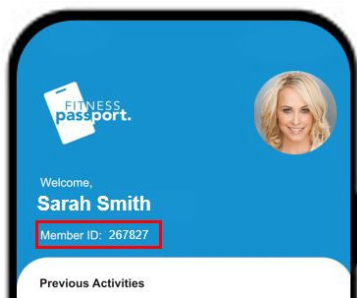 FITNESS
passport.
Welcome,
Sarah Smith
Member ID: 267827
Previous Activities